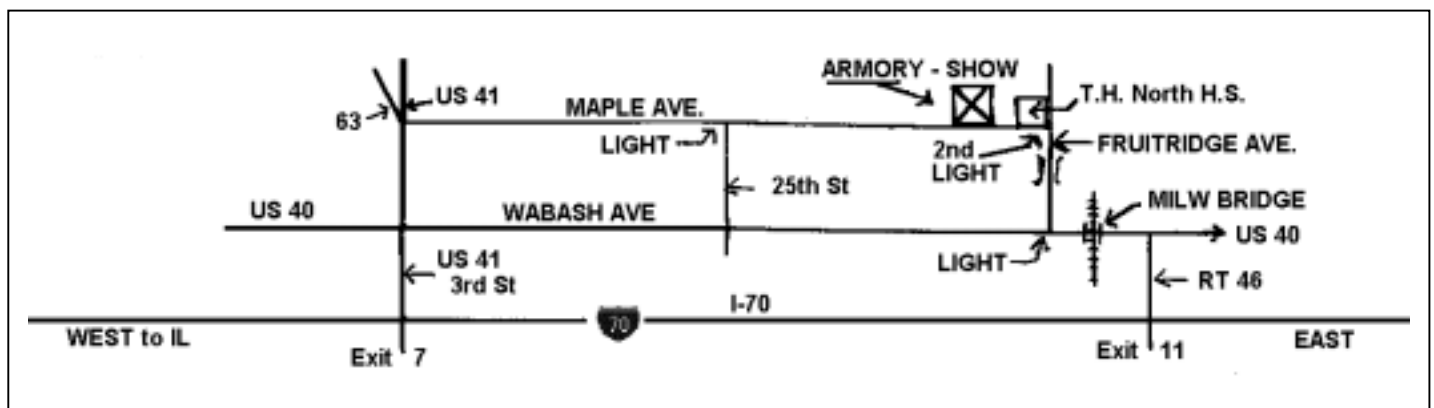 ARMORY - SHOW
US 41
MAPLE AVE.
T.H. North H.S.
63
LIGHT
2nd
LIGHT
FRUITRIDGE AVE.
25th St
US 40
WABASH AVE
MILW BRIDGE
US 40
LIGHT
US 41
3rd St
RT 46
I-70
70
WEST to IL
EAST
Exit 7
Exit 11